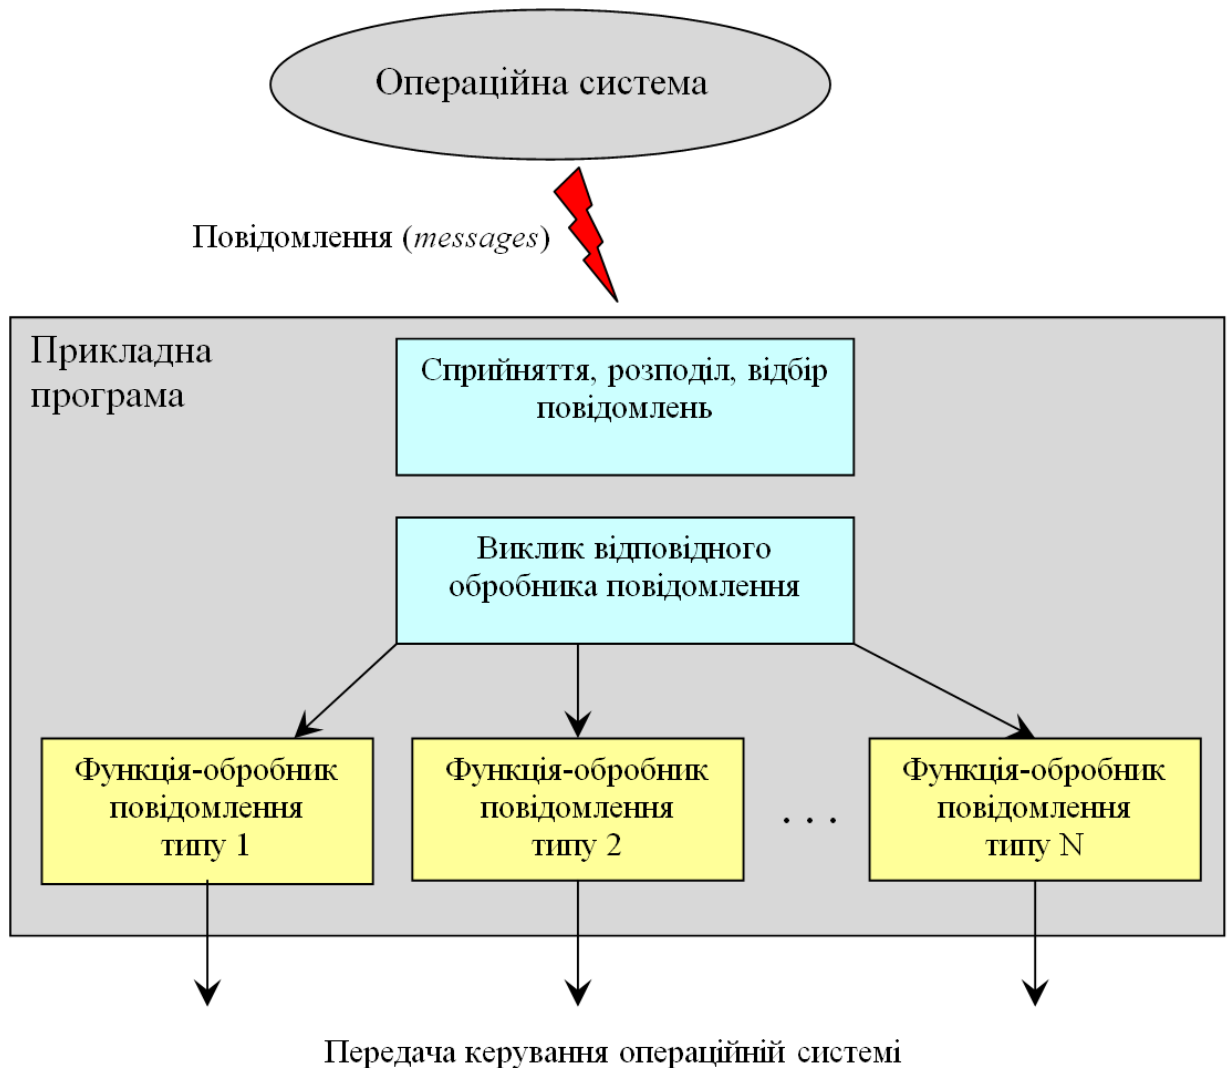 Операційна система
Повідомлення (messages)
Прикладна
програма
Сприйняття, розподіл, відбір
повідомлень
Виклик відповідного
обробника повідомлення
Функція-обробник
повідомлення
типу 1
Функція-обробник
повідомлення
типу 2
. . .
Функція-обробник
повідомлення
типу N
Передача керування операційній системі